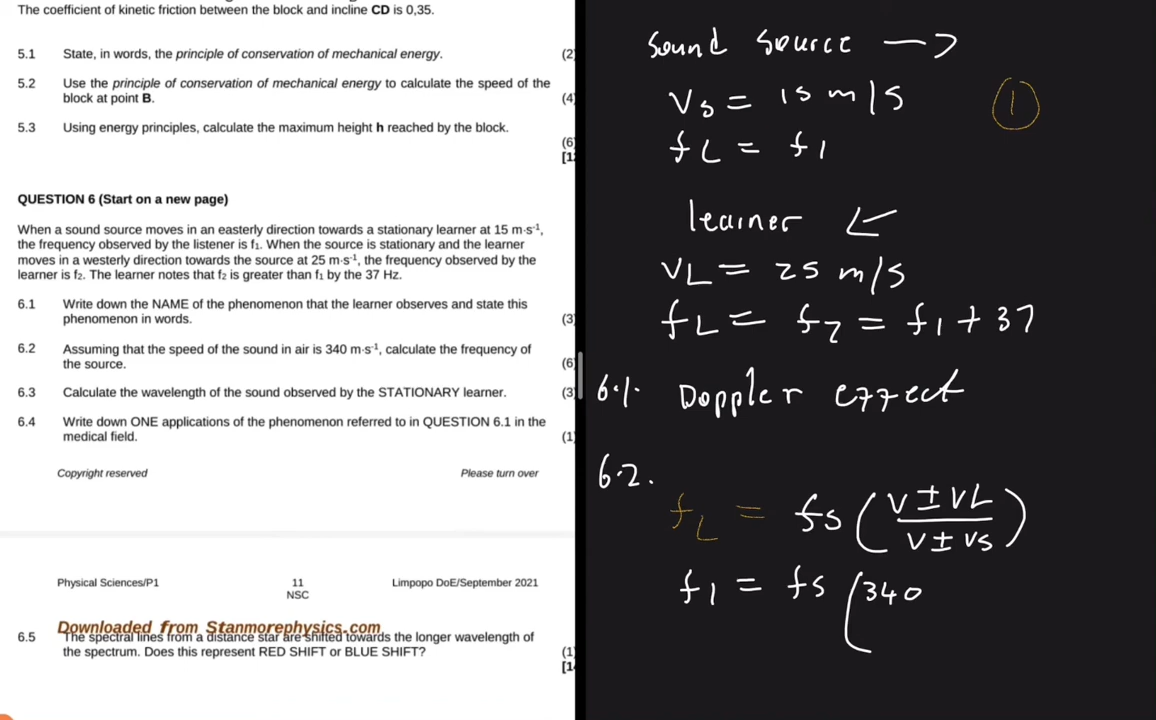 The coefficient of kinetic friction between the block and incline CD is 0,35.
5.1 State, in words, the principle of conservation of mechanical energy. (2)
5.2 Use the principle of conservation of mechanical energy to calculate the speed of the
block at point B. (4)
5.3 Using energy principles, calculate the maximum height h reached by the block.
(6)
QUESTION 6 (Start on a new page)
When a sound source moves in an easterly direction towards a stationary learner at 15 m·s⁻¹,
the frequency observed by the listener is f₁. When the source is stationary and the learner
moves in a westerly direction towards the source at 25 m·s⁻¹, the frequency observed by the
learner is f₂. The learner notes that f₂ is greater than f₁ by the 37 Hz.
6.1 Write down the NAME of the phenomenon that the learner observes and state this
phenomenon in words. (3)
6.2 Assuming that the speed of the sound in air is 340 m·s⁻¹, calculate the frequency of
the source. (6)
6.3 Calculate the wavelength of the sound observed by the STATIONARY learner. (3)
6.4 Write down ONE applications of the phenomenon referred to in QUESTION 6.1 in the
medical field. (1)
Copyright reserved Please turn over
Physical Sciences/P1 11 Limpopo DoE/September 2021
NSC
Downloaded from Stanmorephysics.com
6.5 The spectral lines from a distance star are shifted towards the longer wavelength of
the spectrum. Does this represent RED SHIFT or BLUE SHIFT? (1)
Sound source →
Vs = 15 m/s ①
fL = f1
learner ←
VL = 25 m/s
fL = f2 = f1 + 37
6.1. Doppler effect
6.2.
fL = fs (V ± VL / V ± Vs)
f1 = fs (340